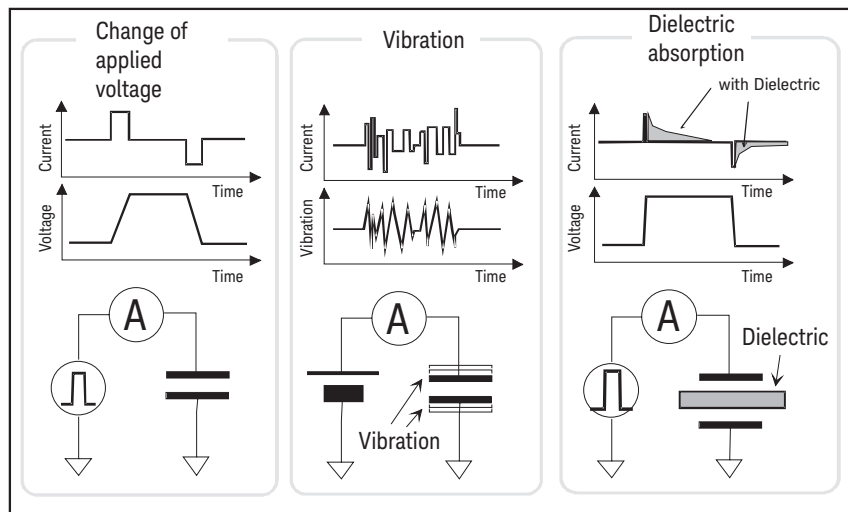 Change of
applied
voltage
Current
Time
Voltage
Time
A
Vibration
Current
Time
Vibration
Time
A
Vibration
Dielectric
absorption
with Dielectric
Current
Time
Voltage
Time
A
Dielectric